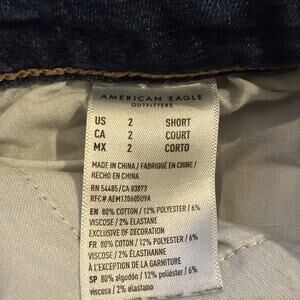 AMERICAN EAGLE
OUTFITTERS
US 2 SHORT
CA 2 COURT
MX 2 CORTO
MADE IN CHINA / FABRIQUÉ EN CHINE /
HECHO EN CHINA
RN 54485/CA 03873
RFC# AEM120605U9A
EN 80% COTTON / 12% POLYESTER / 6%
VISCOSE / 2% ELASTANE
EXCLUSIVE OF DECORATION
FR 80% COTON / 12% POLYESTER / 6%
VISCOSE / 2% ÉLASTHANNE
À L'EXCEPTION DE LA GARNITURE
SP 80% algodón / 12% poliéster / 6%
viscosa / 2% elastano